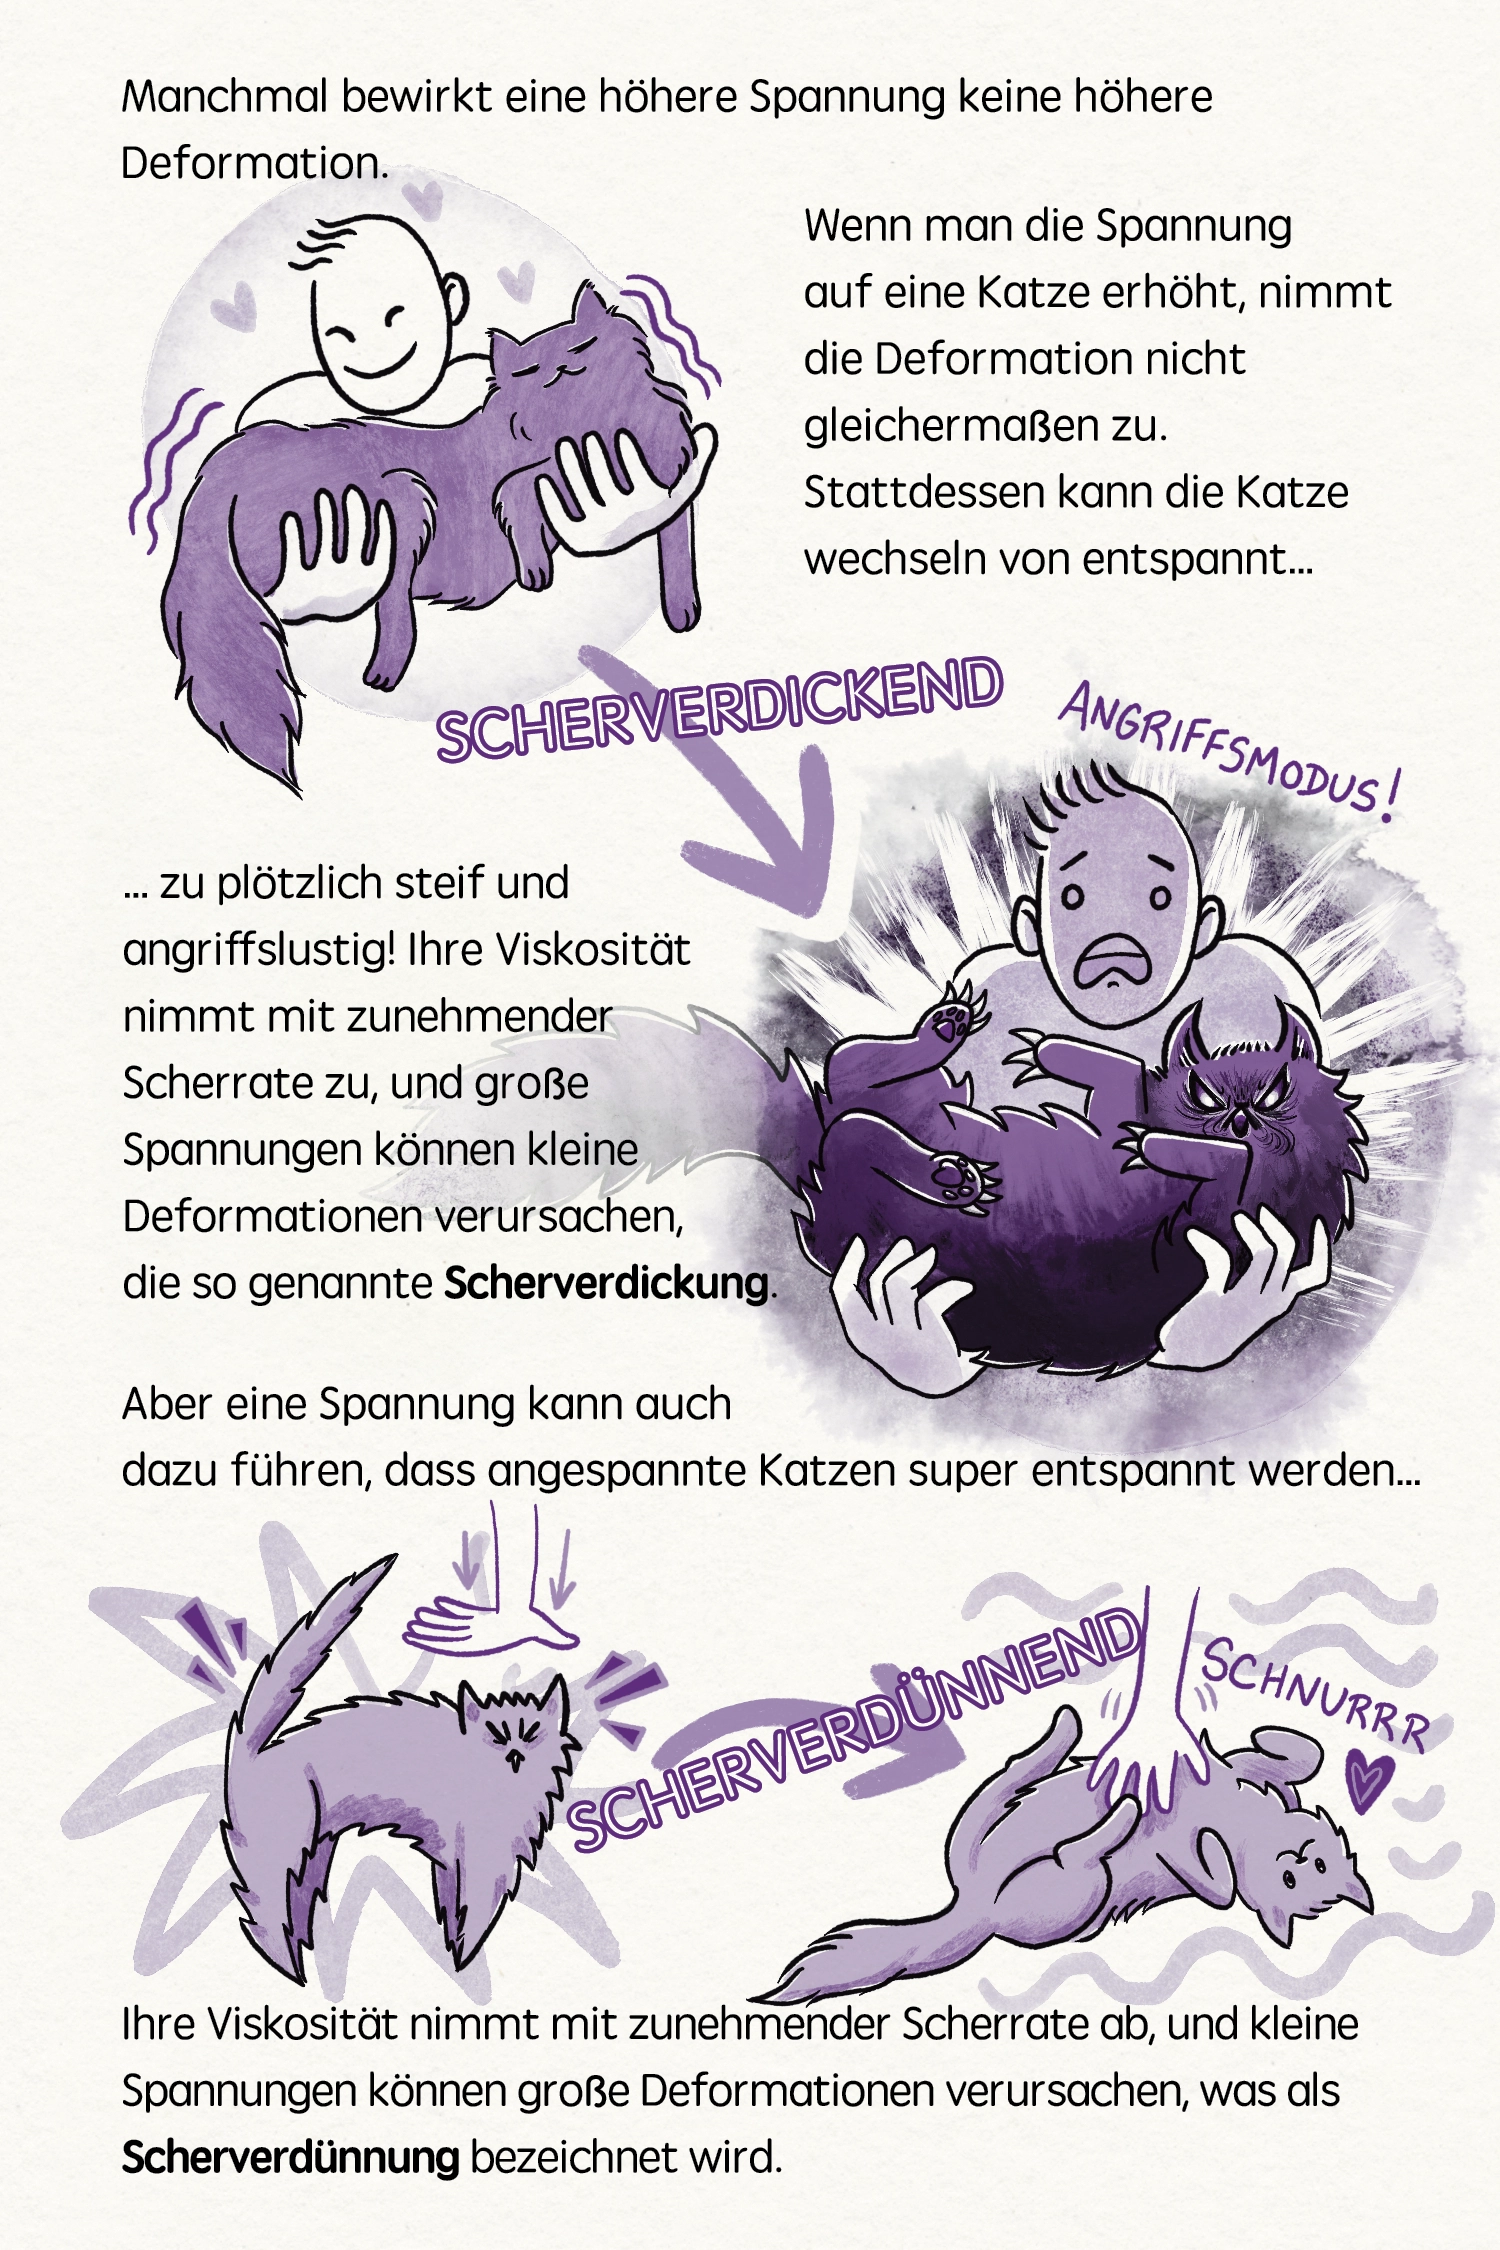 Manchmal bewirkt eine höhere Spannung keine höhere
Deformation.
Wenn man die Spannung
auf eine Katze erhöht, nimmt
die Deformation nicht
gleichermaßen zu.
Stattdessen kann die Katze
wechseln von entspannt...
SCHERVERDICKEND
ANGRIFFSMODUS!
... zu plötzlich steif und
angriffslustig! Ihre Viskosität
nimmt mit zunehmender
Scherrate zu, und große
Spannungen können kleine
Deformationen verursachen,
die so genannte Scherverdickung.
Aber eine Spannung kann auch
dazu führen, dass angespannte Katzen super entspannt werden...
SCHERVERDÜNNEND
SCHNURRR
Ihre Viskosität nimmt mit zunehmender Scherrate ab, und kleine
Spannungen können große Deformationen verursachen, was als
Scherverdünnung bezeichnet wird.